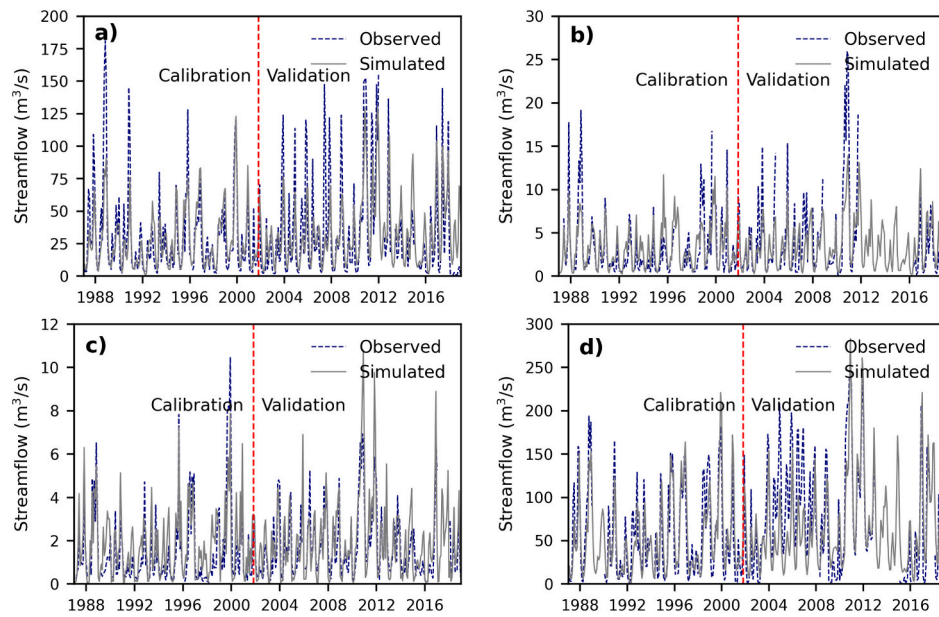 a)
Observed
Simulated
Calibration Validation
Streamflow (m³/s)
200
175
150
125
100
75
50
25
0
1988 1992 1996 2000 2004 2008 2012 2016
b)
Observed
Simulated
Calibration Validation
Streamflow (m³/s)
30
25
20
15
10
5
0
1988 1992 1996 2000 2004 2008 2012 2016
c)
Observed
Simulated
Calibration Validation
Streamflow (m³/s)
12
10
8
6
4
2
0
1988 1992 1996 2000 2004 2008 2012 2016
d)
Observed
Simulated
Calibration Validation
Streamflow (m³/s)
300
250
200
150
100
50
0
1988 1992 1996 2000 2004 2008 2012 2016